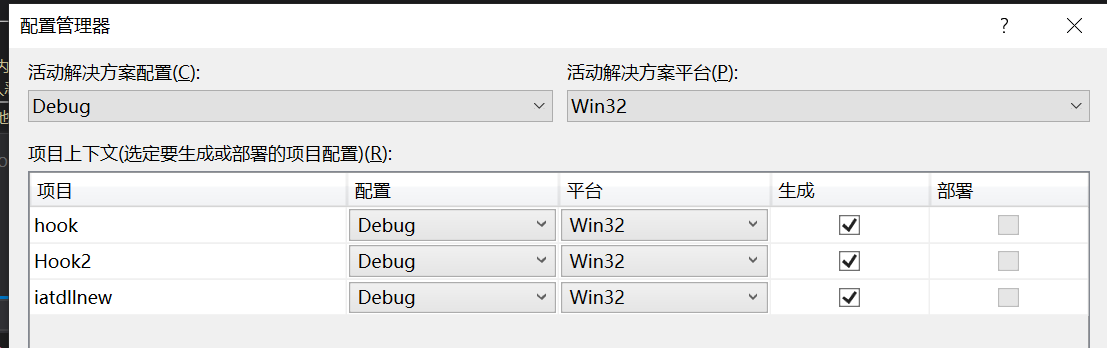 配置管理器
活动解决方案配置(C):
活动解决方案平台(P):
Debug
Win32
项目上下文(选定要生成或部署的项目配置)(R):
项目 配置 平台 生成 部署
hook Debug Win32
Hook2 Debug Win32
iatdllnew Debug Win32